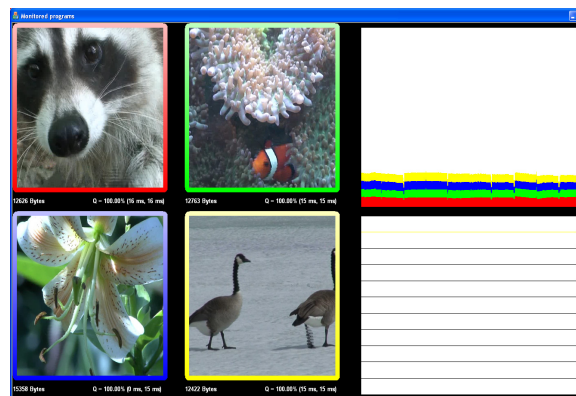 Monitored programs
12626 Bytes Q = 100.00% (16 ms, 16 ms)
12763 Bytes Q = 100.00% (15 ms, 15 ms)
15358 Bytes Q = 100.00% (0 ms, 15 ms)
12422 Bytes Q = 100.00% (15 ms, 15 ms)